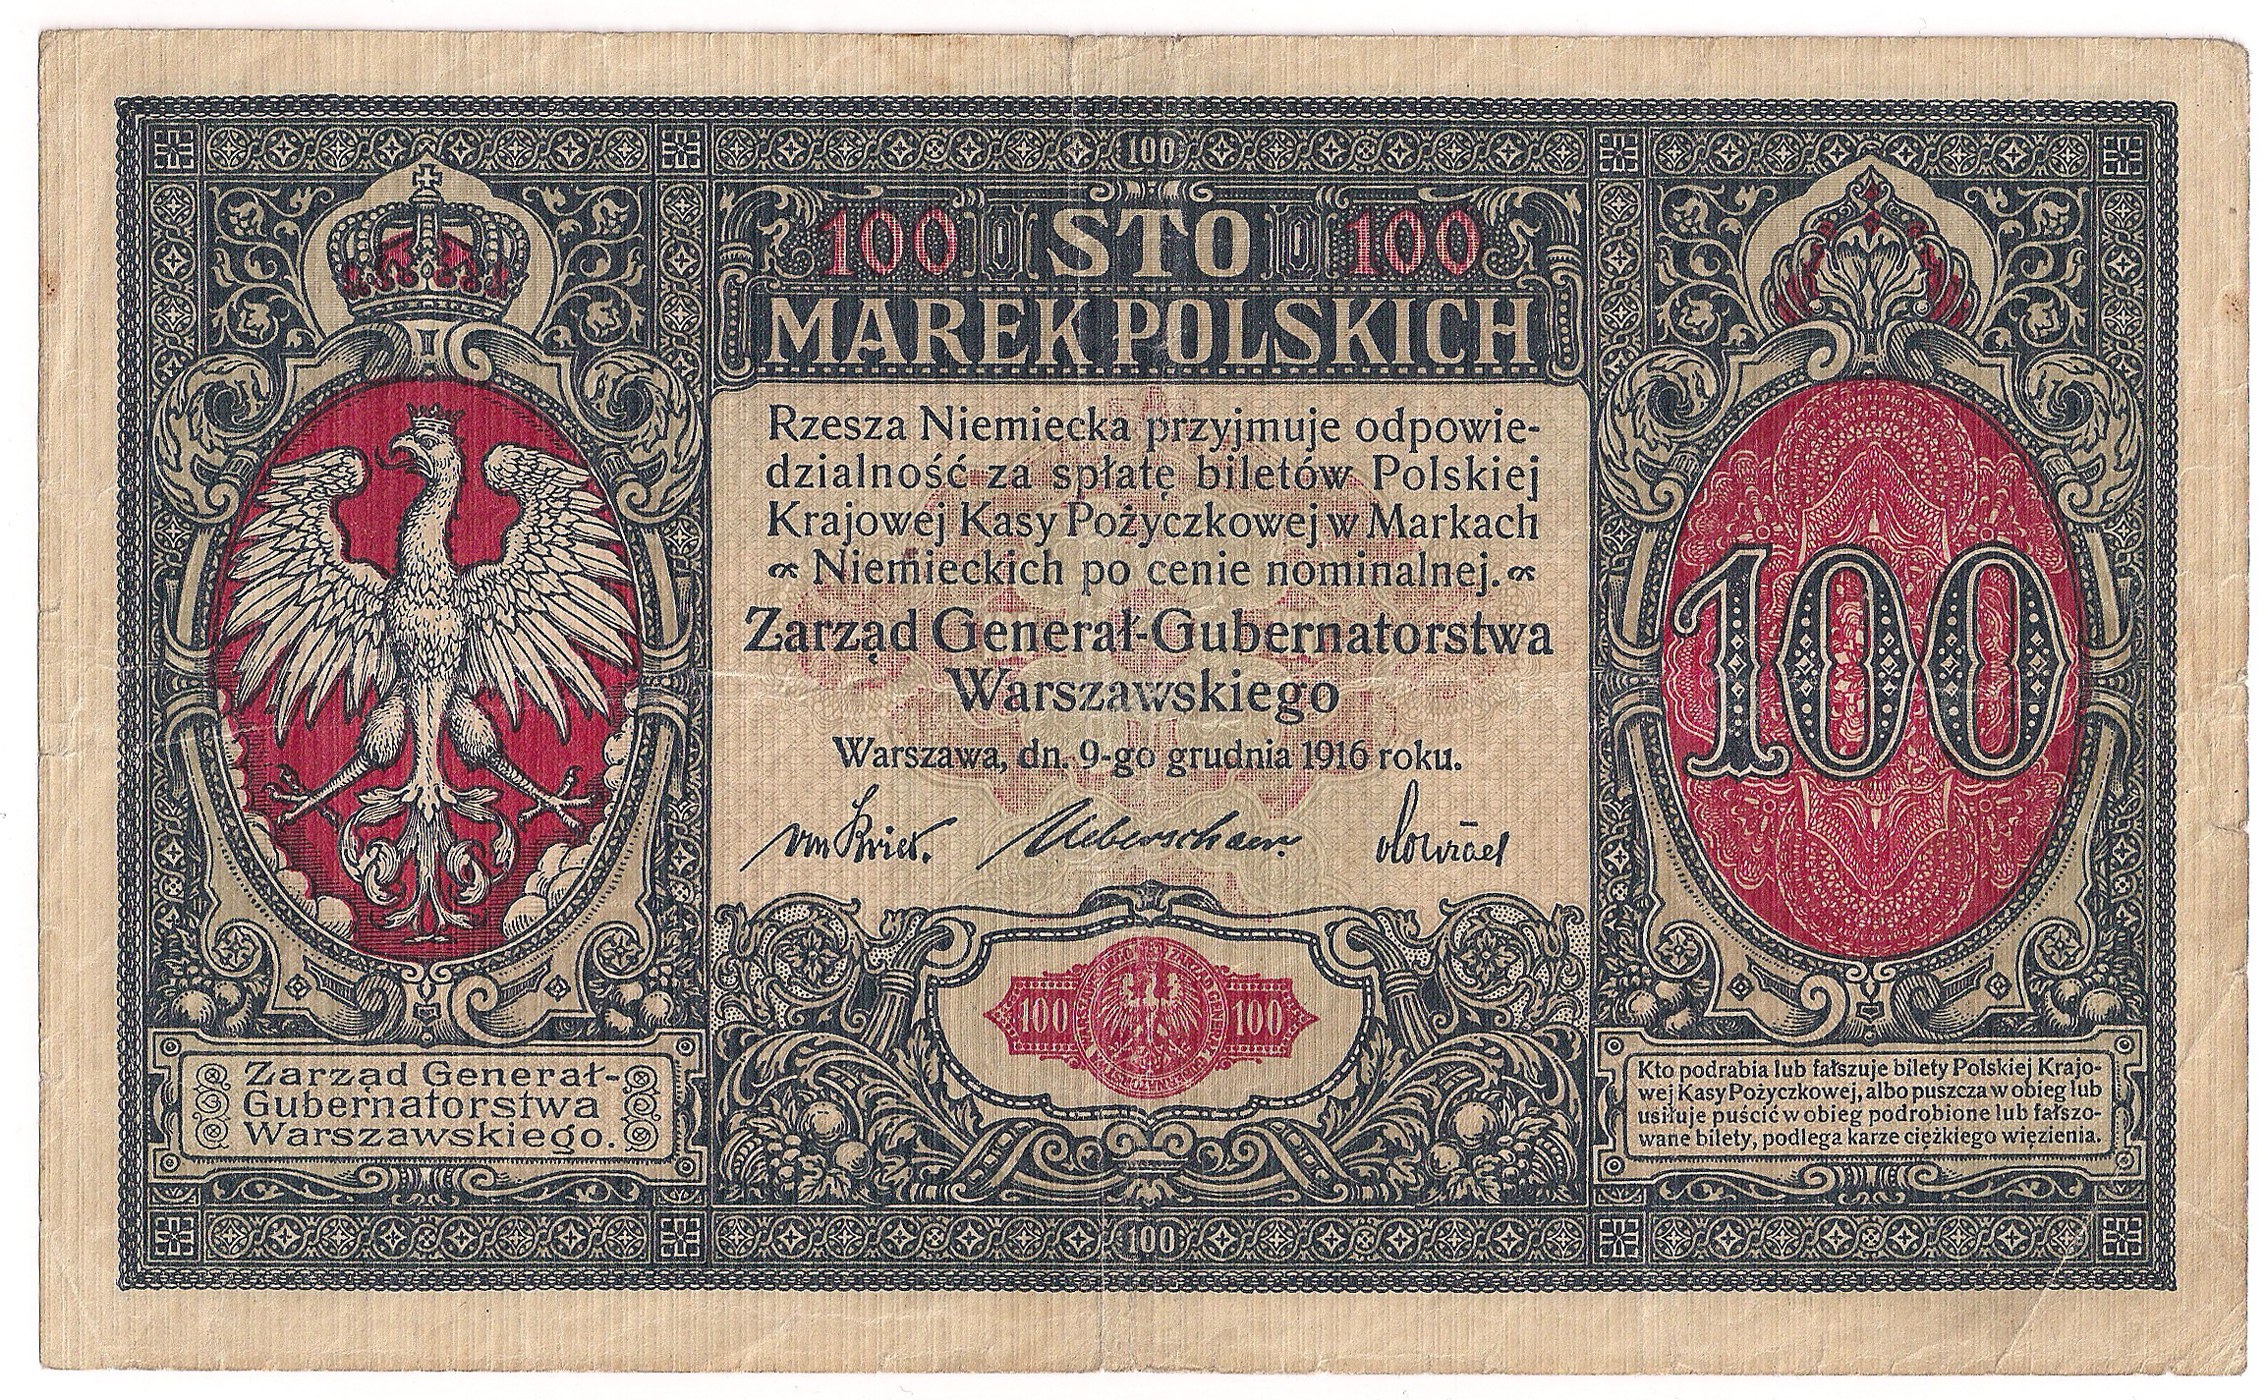 100
100 STO 100
MAREK POLSKICH
Rzesza Niemiecka przyjmuje odpowie-
dzialność za spłatę biletów Polskiej
Krajowej Kasy Pożyczkowej w Markach
Niemieckich po cenie nominalnej.
Zarząd Generał-Gubernatorstwa
Warszawskiego
Warszawa, dn. 9-go grudnia 1916 roku.
von Kries. Ueberschaer.
100
100 100
Zarząd Generał-
Gubernatorstwa
Warszawskiego.
Kto podrabia lub fałszuje bilety Polskiej Krajo-
wej Kasy Pożyczkowej, albo puszcza w obieg lub
usiłuje puścić w obieg podrobione lub fałszo-
wane bilety, podlega karze ciężkiego więzienia.
100